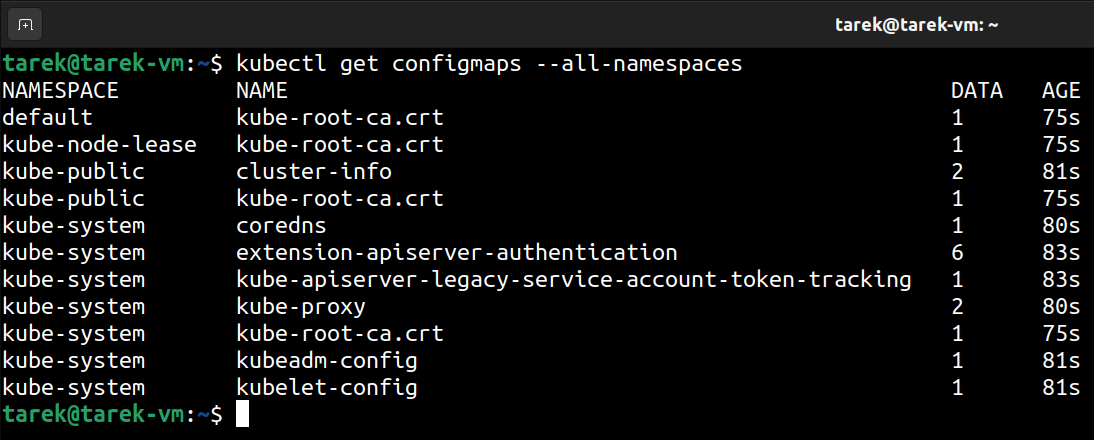 tarek@tarek-vm: ~
tarek@tarek-vm:~$ kubectl get configmaps --all-namespaces
NAMESPACE NAME DATA AGE
default kube-root-ca.crt 1 75s
kube-node-lease kube-root-ca.crt 1 75s
kube-public cluster-info 2 81s
kube-public kube-root-ca.crt 1 75s
kube-system coredns 1 80s
kube-system extension-apiserver-authentication 6 83s
kube-system kube-apiserver-legacy-service-account-token-tracking 1 83s
kube-system kube-proxy 2 80s
kube-system kube-root-ca.crt 1 75s
kube-system kubeadm-config 1 81s
kube-system kubelet-config 1 81s
tarek@tarek-vm:~$